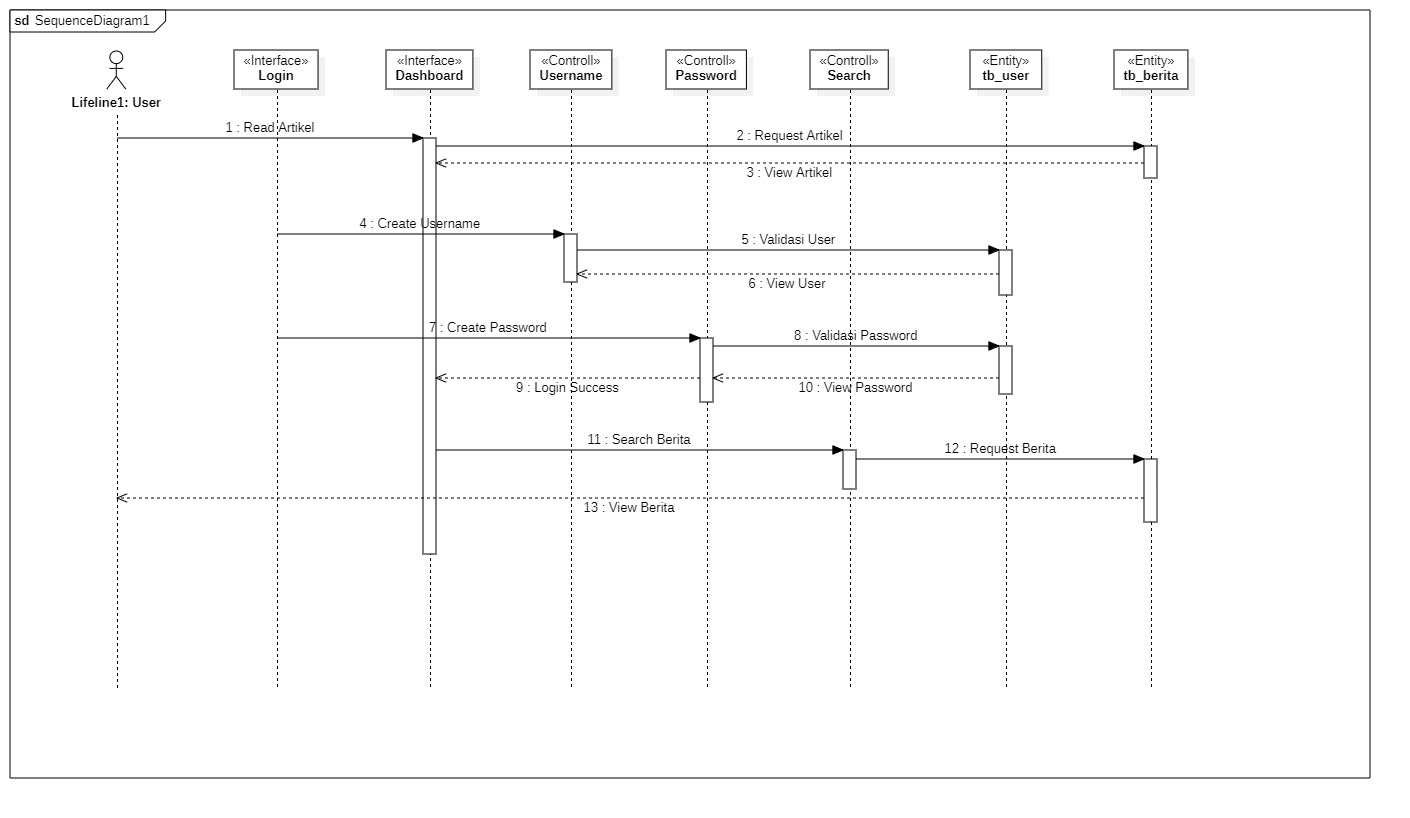 sd SequenceDiagram1
«Interface»
Login
«Interface»
Dashboard
«Controll»
Username
«Controll»
Password
«Controll»
Search
«Entity»
tb_user
«Entity»
tb_berita
Lifeline1: User
1 : Read Artikel
2 : Request Artikel
3 : View Artikel
4 : Create Username
5 : Validasi User
6 : View User
7 : Create Password
8 : Validasi Password
9 : Login Success
10 : View Password
11 : Search Berita
12 : Request Berita
13 : View Berita